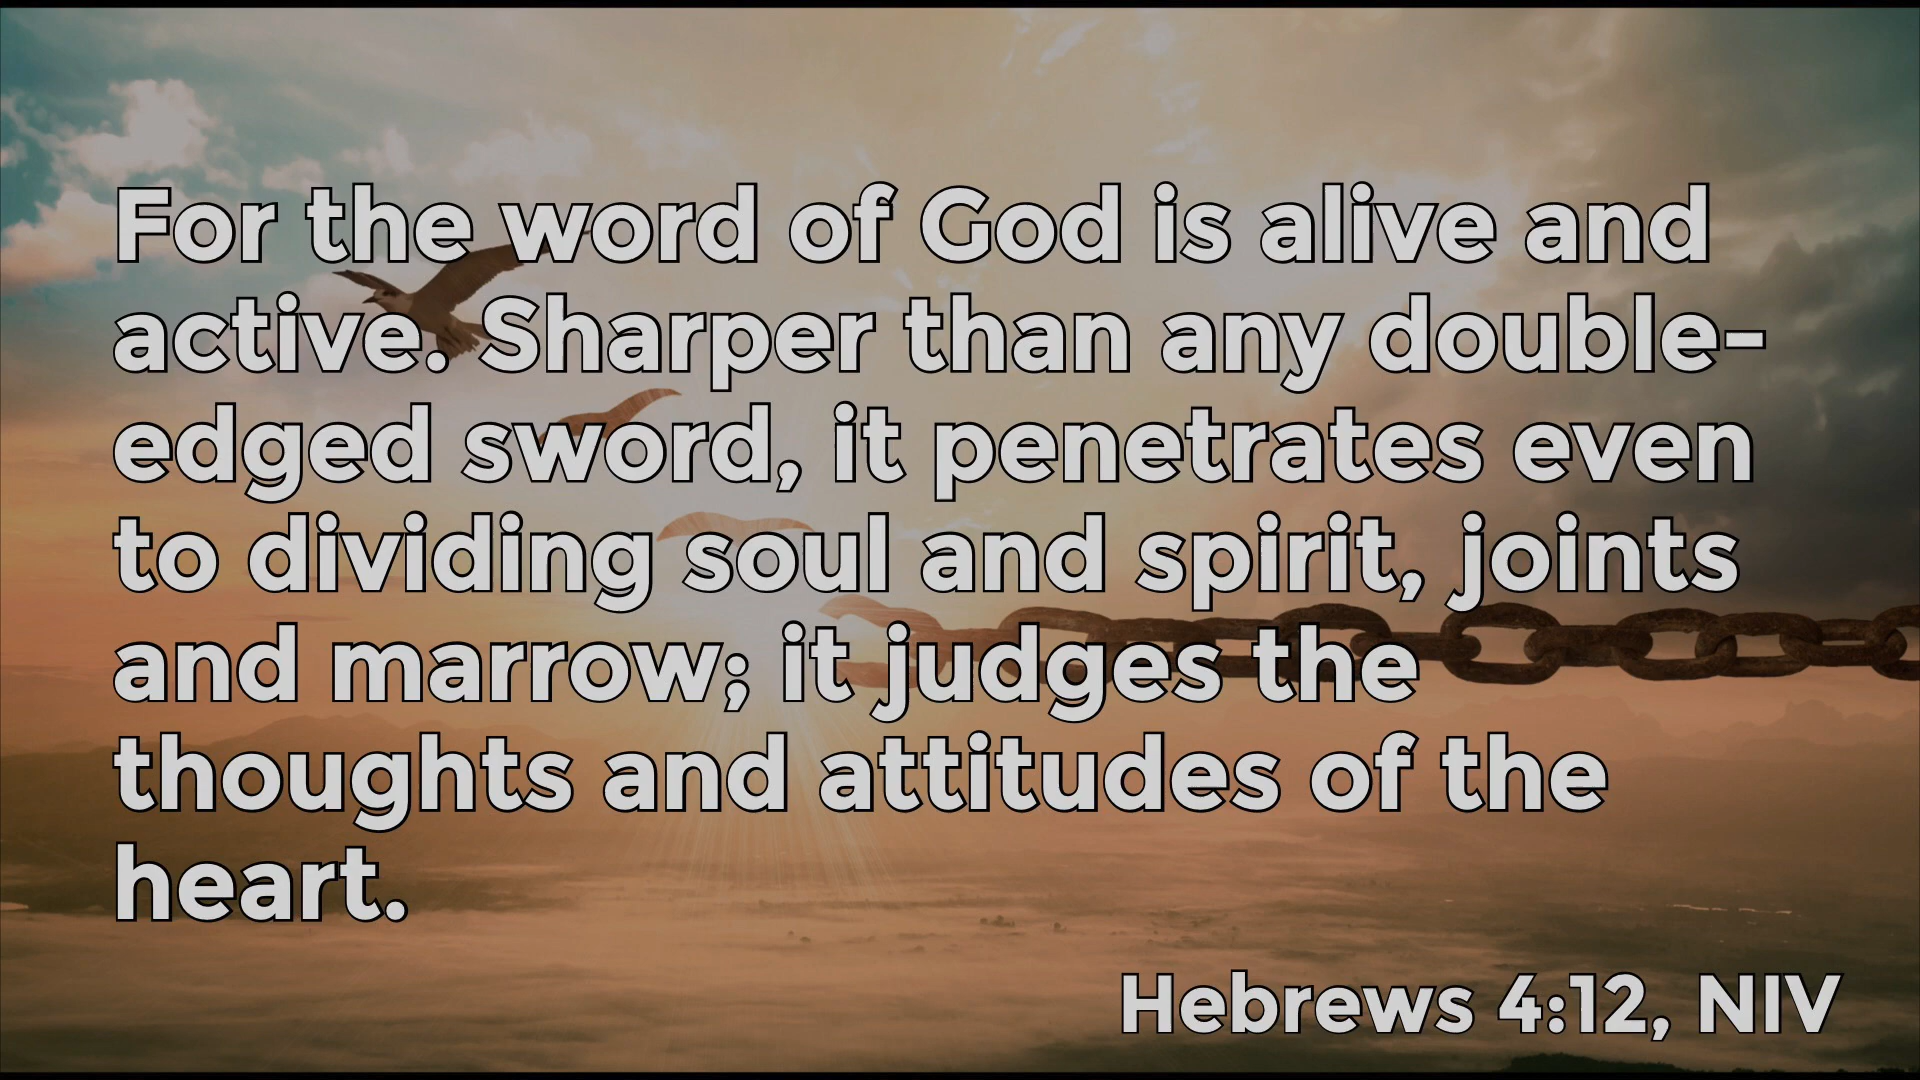 For the word of God is alive and
active. Sharper than any double-
edged sword, it penetrates even
to dividing soul and spirit, joints
and marrow; it judges the
thoughts and attitudes of the
heart.
Hebrews 4:12, NIV